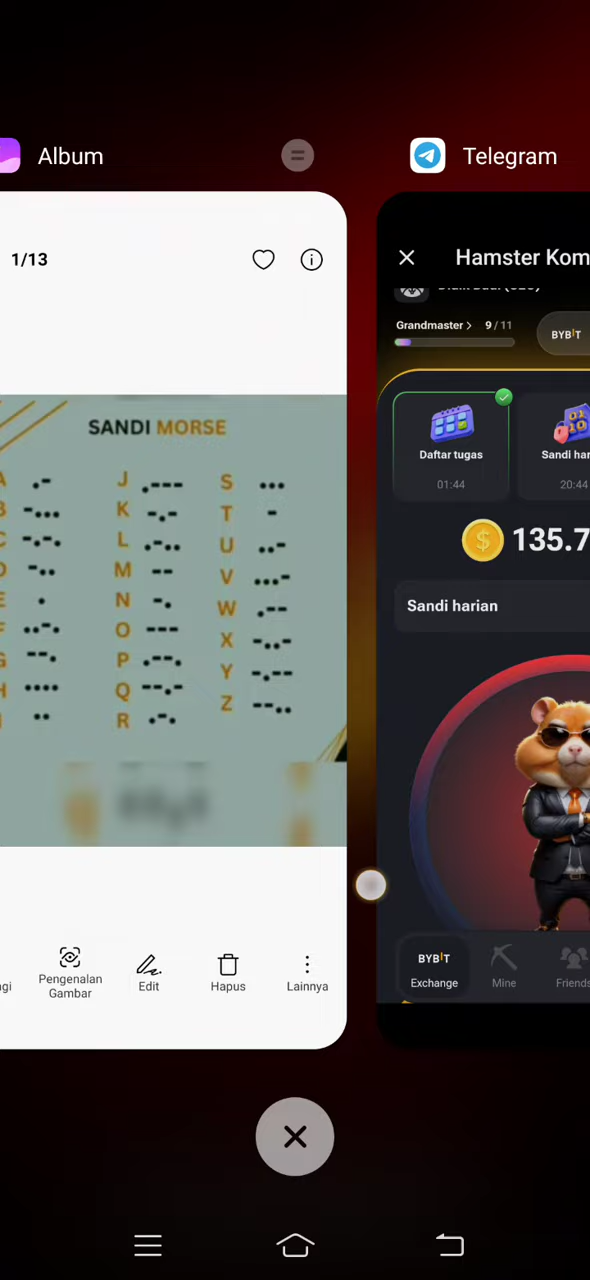 Album
Telegram
1/13
Hamster Kom
Grandmaster > 9/11
BYBIT
SANDI MORSE
A .- J .--- S ...
B -... K -.- T -
C -.-. L .-.. U ..-
D -.. M -- V ...-
E . N -. W .--
F ..-. O --- X -..-
G --. P .--. Y -.--
H .... Q --.- Z --..
I .. R .-.
Daftar tugas
01:44
Sandi har
20:44
135.7
Sandi harian
gi
Pengenalan
Gambar
Edit
Hapus
Lainnya
BYBIT
Exchange
Mine
Friends